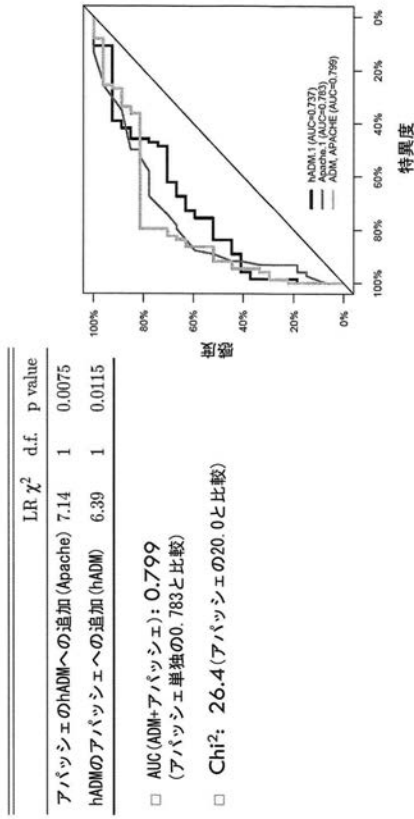 LR χ² d.f. p value
アパッシェのhADMへの追加(Apache) 7.14 1 0.0075
hADMのアパッシェへの追加(hADM) 6.39 1 0.0115
□ AUC(ADM+アパッシェ): 0.799
(アパッシェ単独の0.783と比較)
□ Chi²: 26.4(アパッシェの20.0と比較)
感度
100%
80%
60%
40%
20%
0%
hADM.1 (AUC=0.737)
Apache.1 (AUC=0.783)
ADM, APACHE (AUC=0.799)
100%
80%
60%
40%
20%
0%
特異度